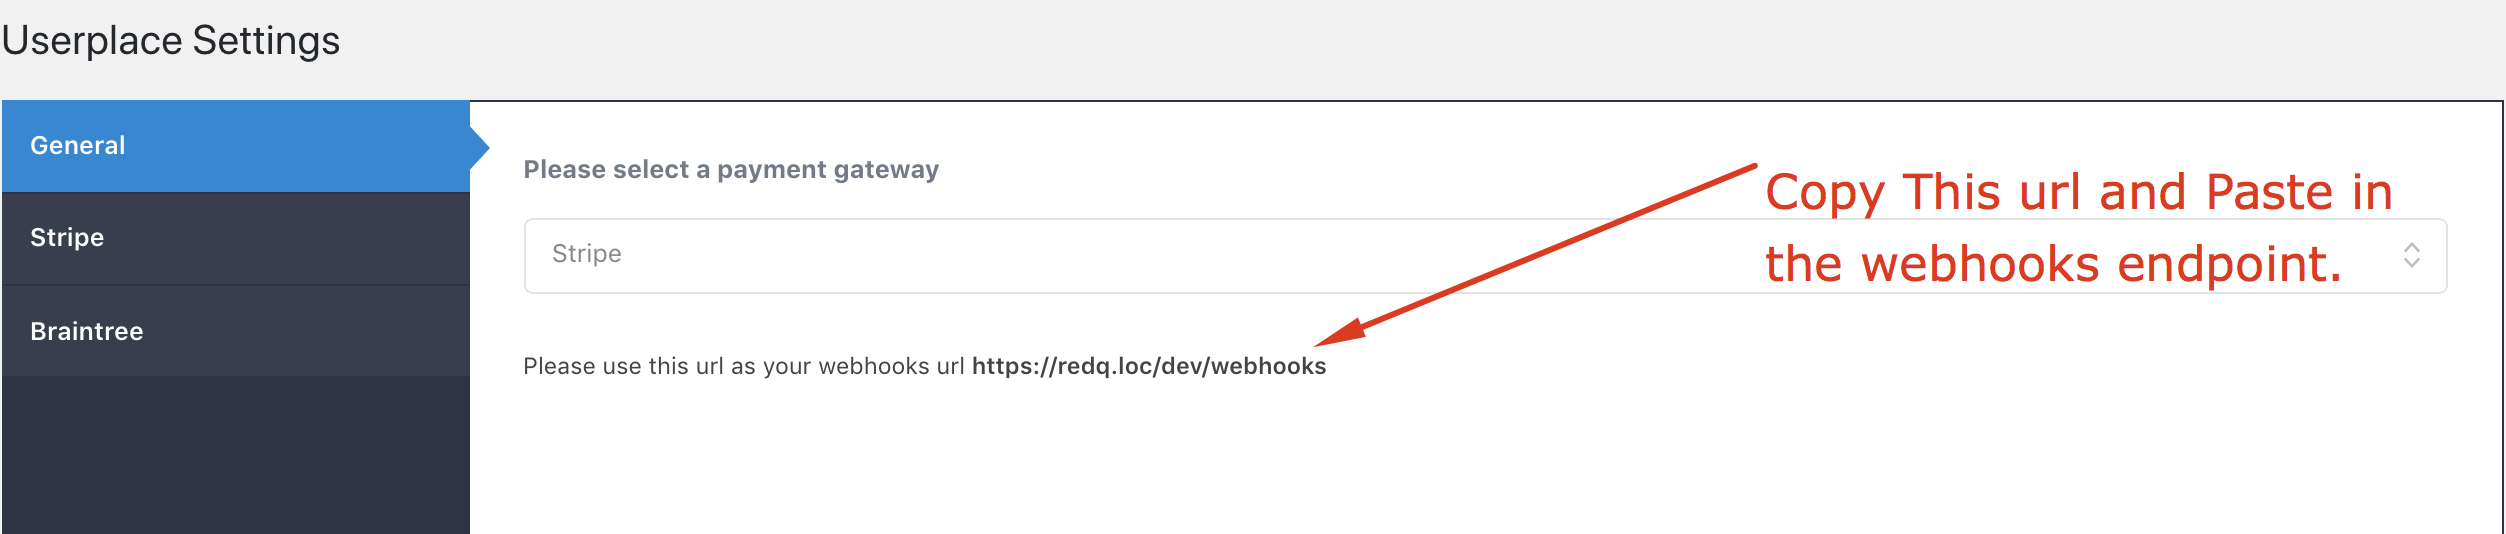 Userplace Settings
General
Stripe
Braintree
Please select a payment gateway
Stripe
Please use this url as your webhooks url https://redq.loc/dev/webhooks
Copy This url and Paste in
the webhooks endpoint.